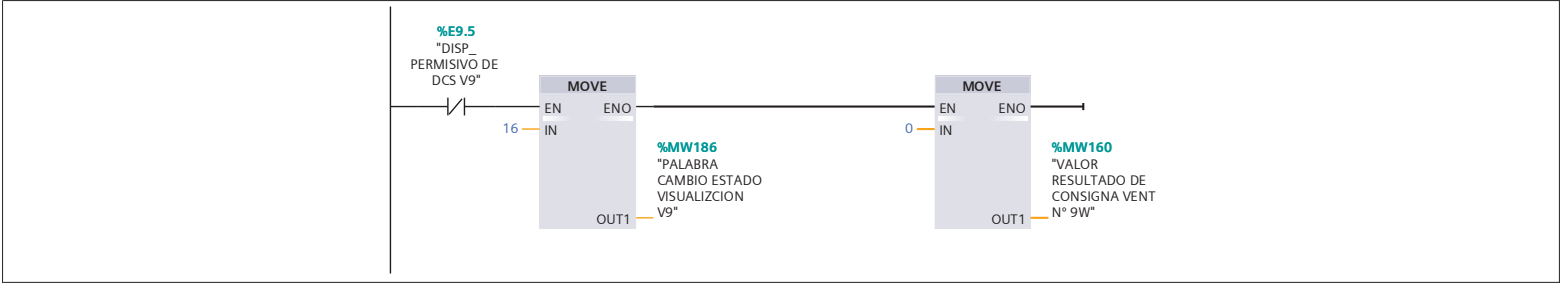 %E9.5
"DISP_
PERMISIVO DE
DCS V9"
MOVE
EN ENO
16 IN
%MW186
"PALABRA
CAMBIO ESTADO
VISUALIZCION
V9"
OUT1
MOVE
EN ENO
0 IN
%MW160
"VALOR
RESULTADO DE
CONSIGNA VENT
Nº 9W"
OUT1